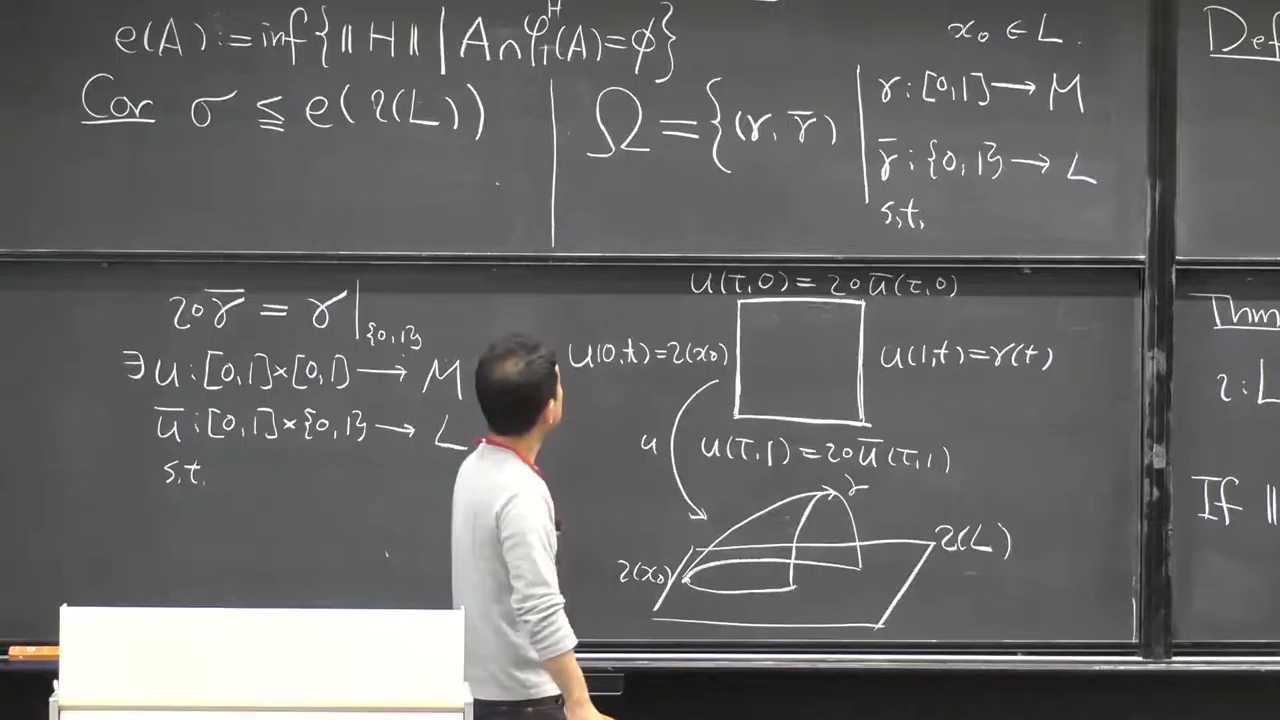 e(A) := inf{‖H‖ | A∩φ₁ᴴ(A)=∅}
Cor σ ≦ e(ι(L))
x₀ ∈ L.
Ω = {(γ, γ̄) | γ : [0,1] → M
γ̄ : {0,1} → L
s.t.
Def
ι∘γ̄ = γ|_{0,1}
∃u : [0,1]×[0,1] → M
ū : [0,1]×{0,1} → L
s.t.
u(τ,0) = ι∘ū(τ,0)
u(0,t)=ι(x₀)
u(1,t)=γ(t)
u
u(τ,1) = ι∘ū(τ,1)
γ
ι(x₀)
ι(L)
Thm
ι : L
If ‖